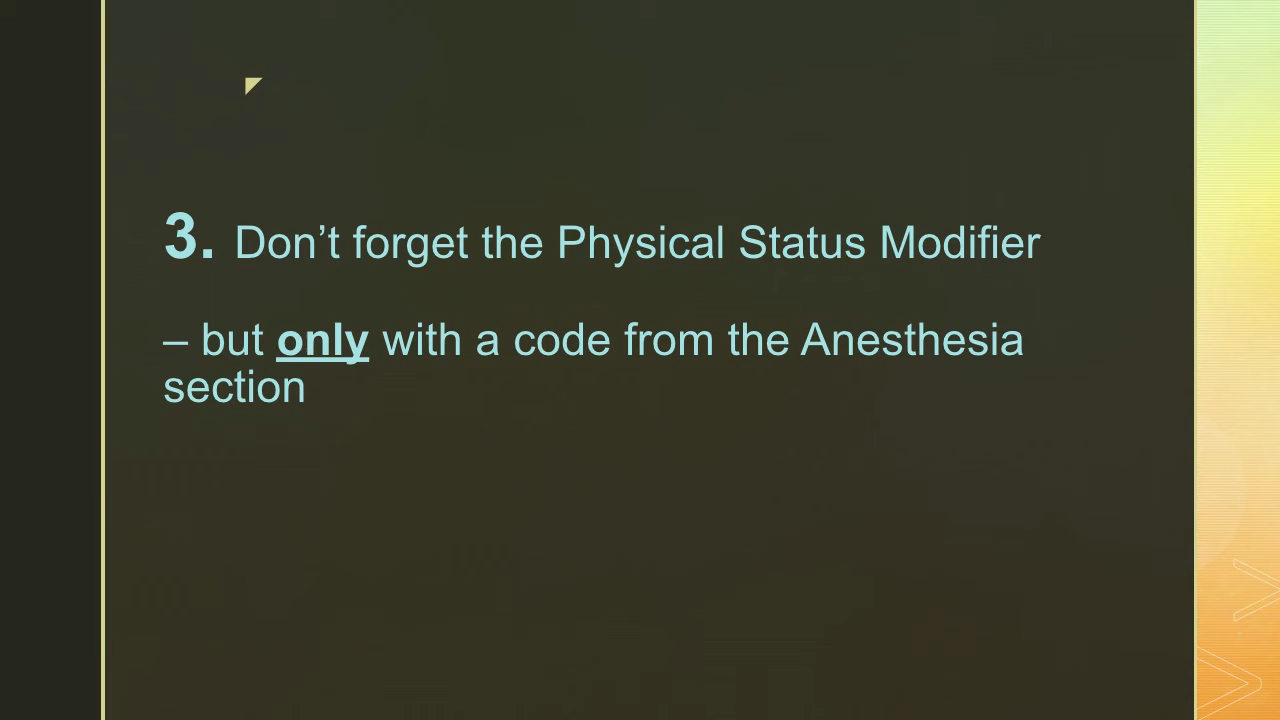 3. Don’t forget the Physical Status Modifier
– but only with a code from the Anesthesia
section